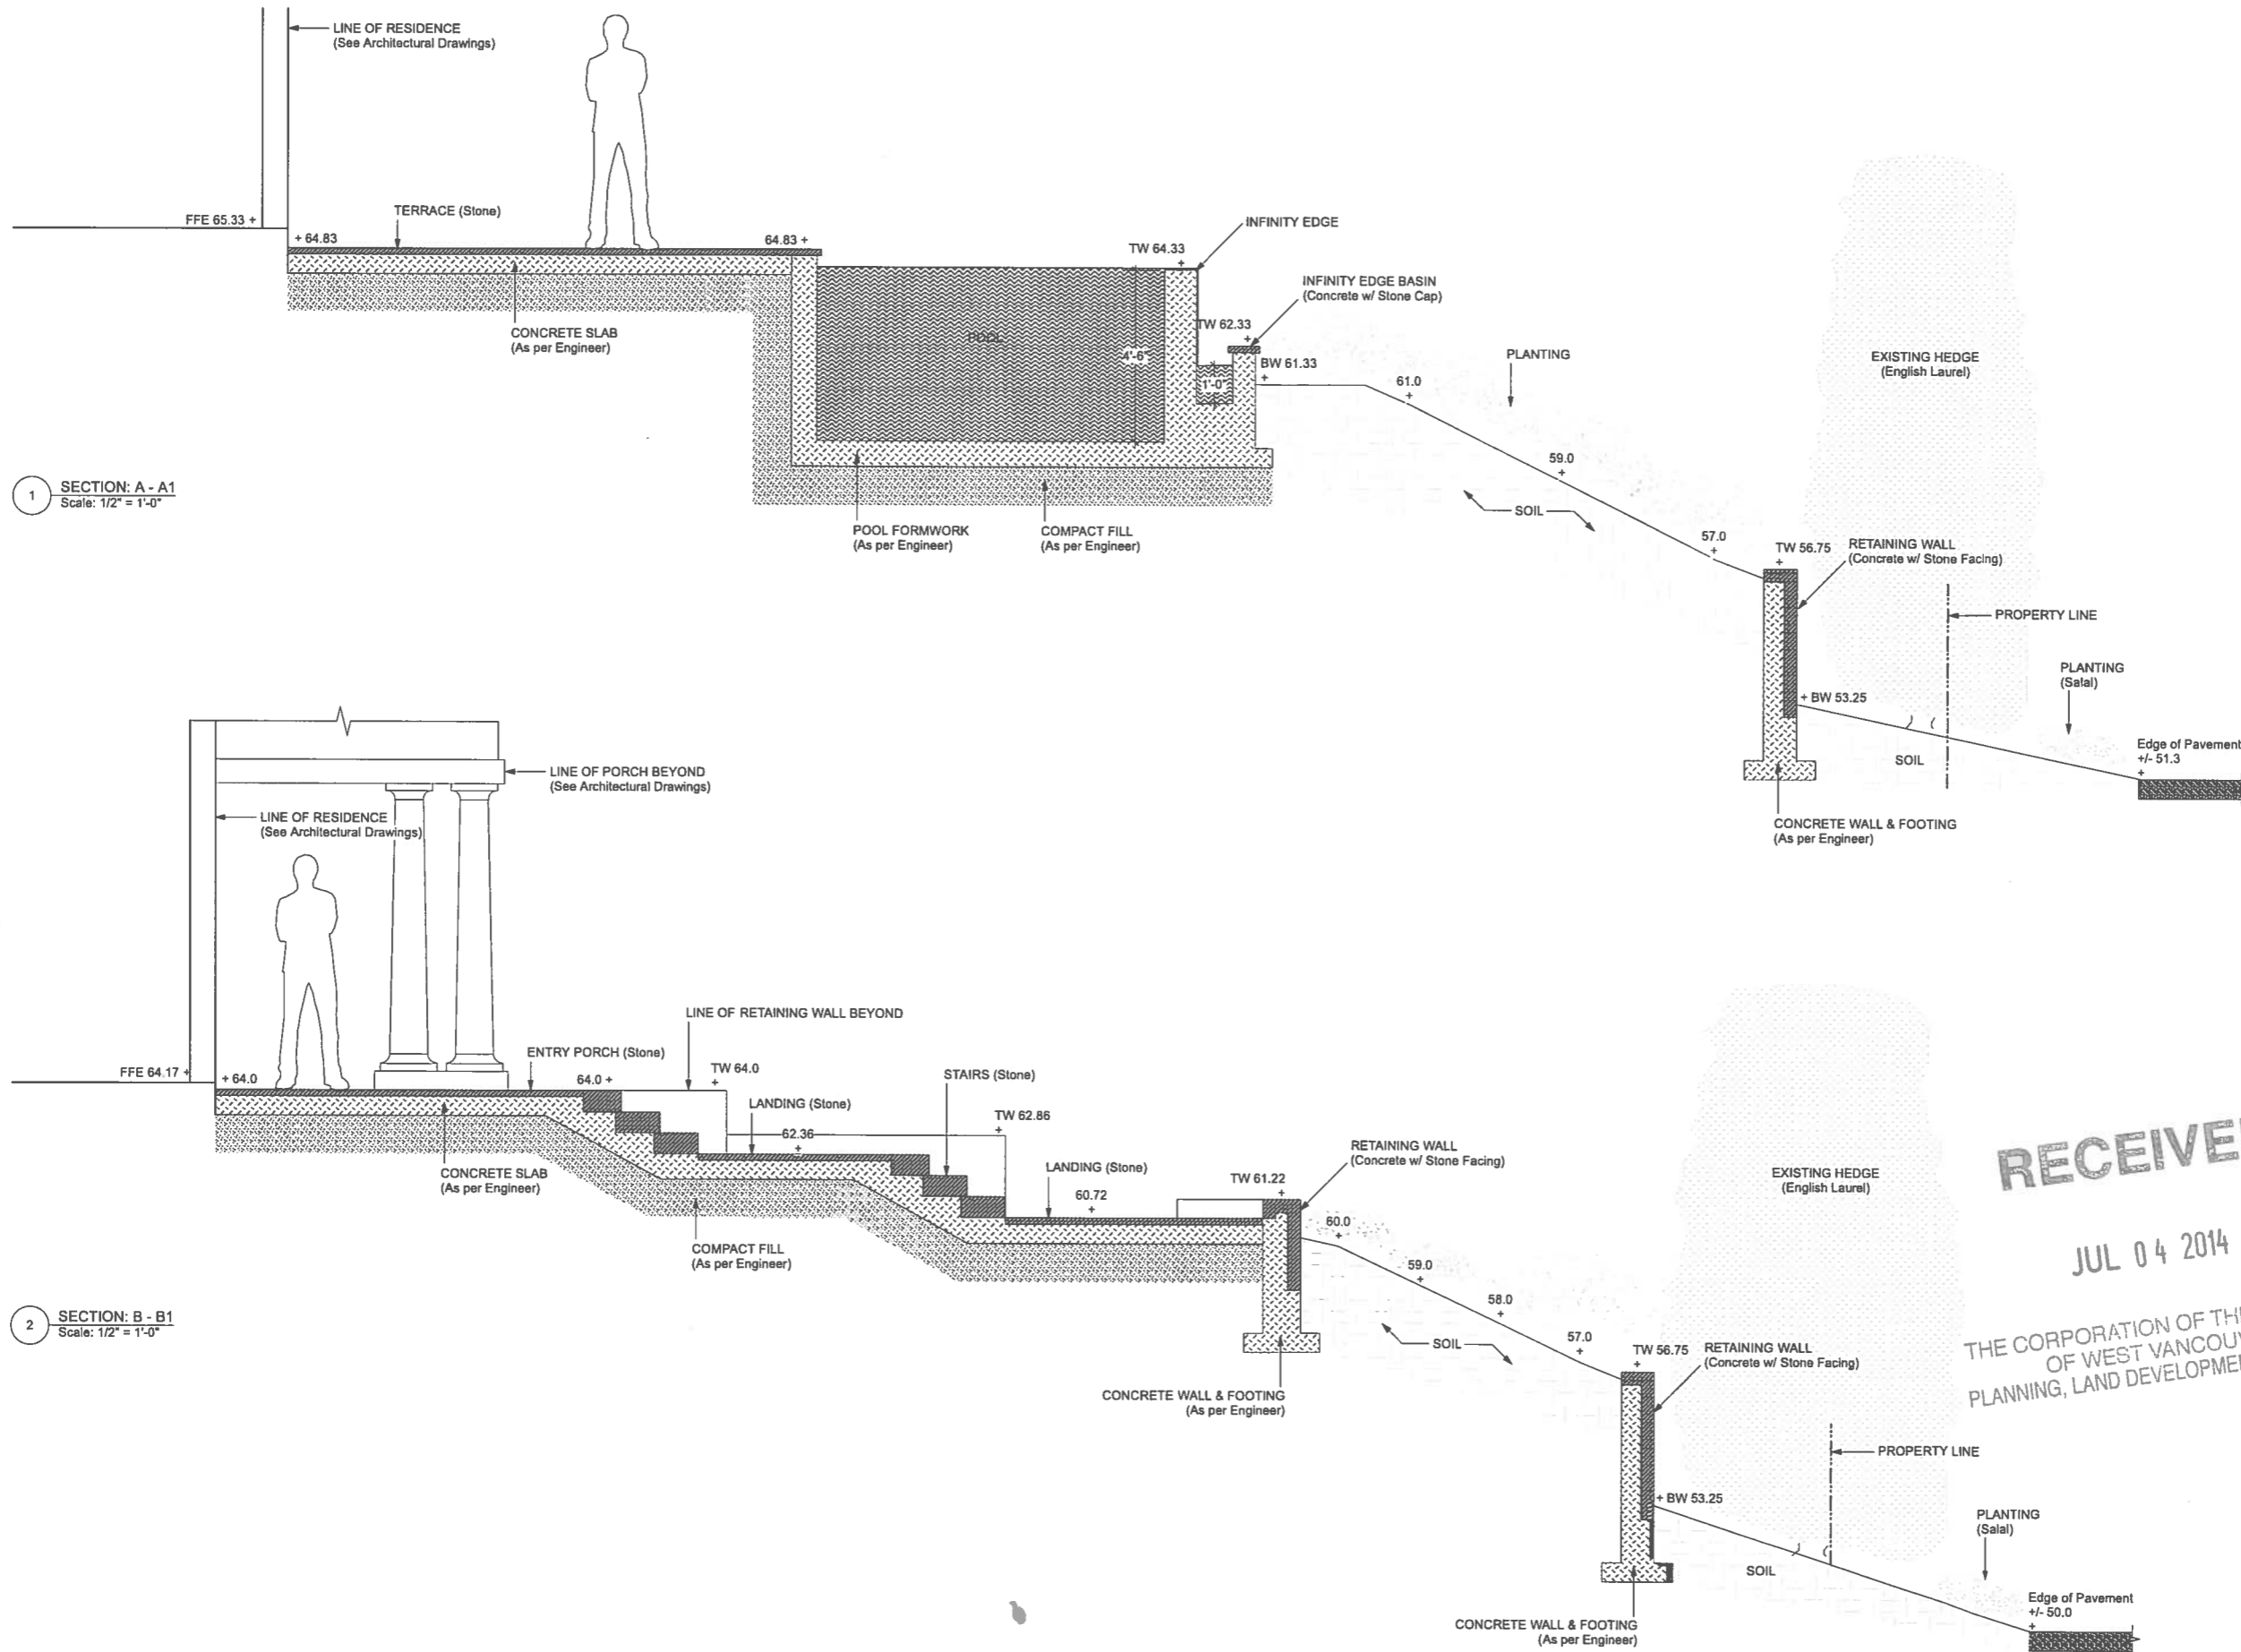 LINE OF RESIDENCE
(See Architectural Drawings)
FFE 65.33 +
+ 64.83
TERRACE (Stone)
64.83 +
CONCRETE SLAB
(As per Engineer)
POOL
4'-6"
TW 64.33
+
INFINITY EDGE
INFINITY EDGE BASIN
(Concrete w/ Stone Cap)
TW 62.33
+
1'-0"
BW 61.33
+
61.0
+
PLANTING
59.0
+
SOIL
57.0
+
EXISTING HEDGE
(English Laurel)
TW 56.75
+
RETAINING WALL
(Concrete w/ Stone Facing)
PROPERTY LINE
+ BW 53.25
PLANTING
(Salal)
SOIL
Edge of Pavement
+/- 51.3
+
CONCRETE WALL & FOOTING
(As per Engineer)
POOL FORMWORK
(As per Engineer)
COMPACT FILL
(As per Engineer)
1
SECTION: A - A1
Scale: 1/2" = 1'-0"
LINE OF PORCH BEYOND
(See Architectural Drawings)
LINE OF RESIDENCE
(See Architectural Drawings)
FFE 64.17 +
+ 64.0
ENTRY PORCH (Stone)
64.0 +
LINE OF RETAINING WALL BEYOND
TW 64.0
+
LANDING (Stone)
62.36
+
STAIRS (Stone)
TW 62.86
+
LANDING (Stone)
60.72
+
TW 61.22
+
RETAINING WALL
(Concrete w/ Stone Facing)
60.0
+
59.0
+
58.0
+
57.0
+
SOIL
TW 56.75
+
RETAINING WALL
(Concrete w/ Stone Facing)
EXISTING HEDGE
(English Laurel)
PROPERTY LINE
+ BW 53.25
PLANTING
(Salal)
SOIL
Edge of Pavement
+/- 50.0
+
CONCRETE SLAB
(As per Engineer)
COMPACT FILL
(As per Engineer)
CONCRETE WALL & FOOTING
(As per Engineer)
CONCRETE WALL & FOOTING
(As per Engineer)
2
SECTION: B - B1
Scale: 1/2" = 1'-0"
RECEIVE
JUL 04 2014
THE CORPORATION OF TH
OF WEST VANCOU
PLANNING, LAND DEVELOPME